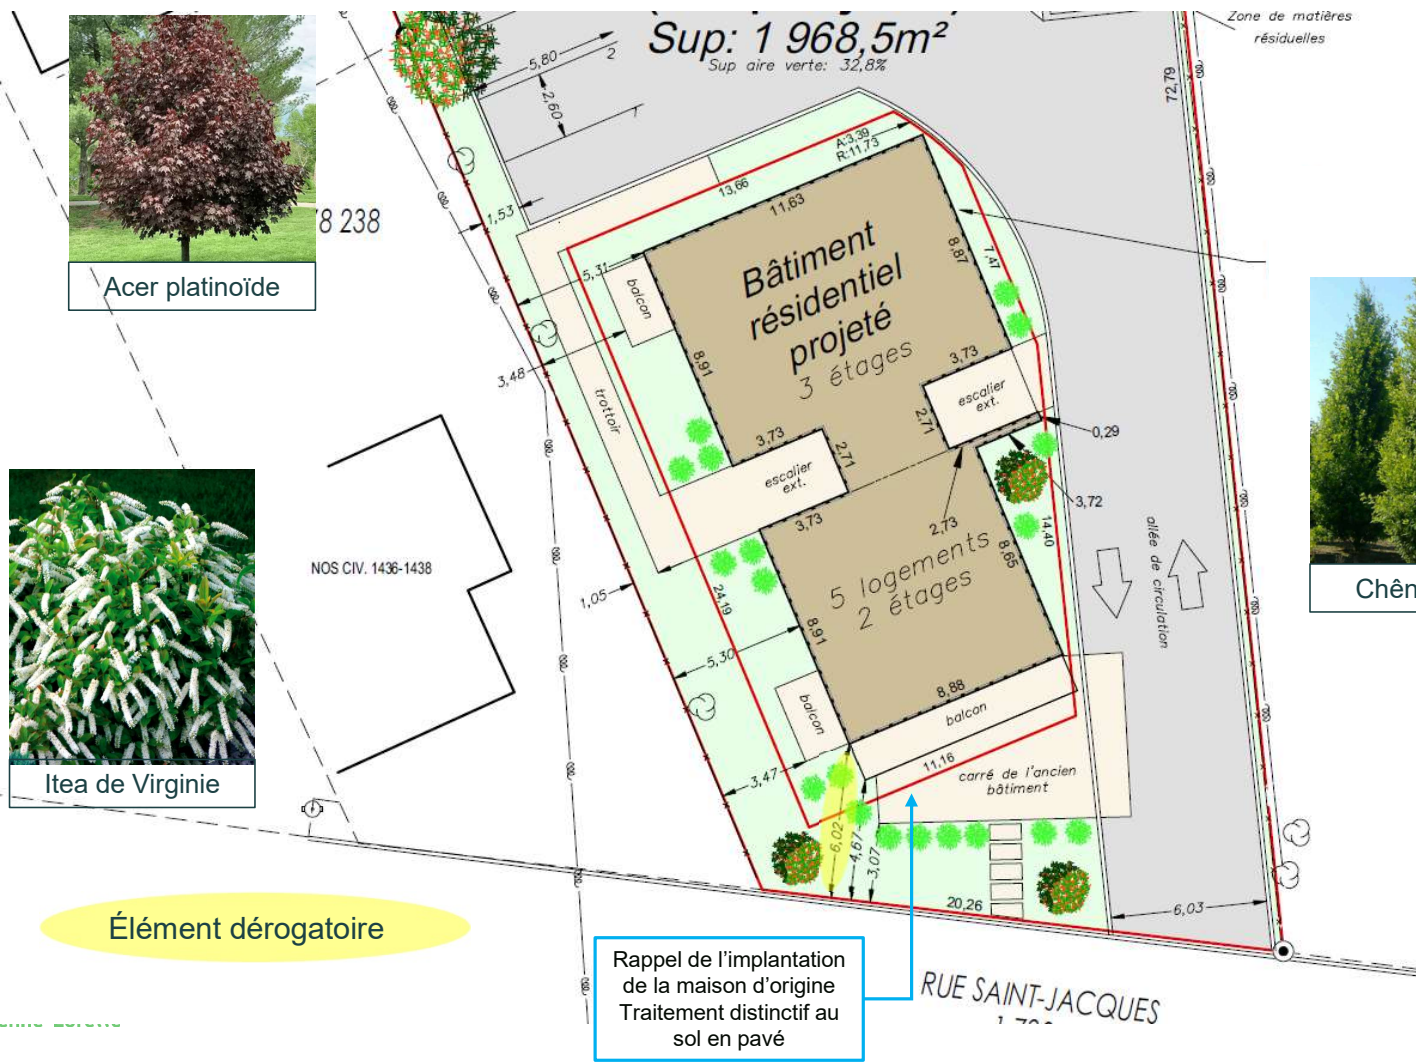 Sup: 1 968,5m²
Sup aire verte: 32,8%
Zone de matières
résiduelles
72,79
5,80
2
2,60
1
1,53
8 238
Acer platinoïde
A:3,39
R:11,73
13,66
11,63
8,87
7,47
5,31
balcon
Bâtiment
résidentiel
projeté
3 étages
8,91
3,48
trottoir
3,73
escalier
ext.
2,71
0,29
3,73
2,71
escalier
ext.
3,73
2,73
3,72
14,40
8,65
5 logements
2 étages
allée de circulation
NOS CIV. 1436-1438
1,05
24,19
8,91
5,30
8,88
balcon
balcon
11,16
carré de l'ancien
bâtiment
3,47
6,02
4,67
3,07
20,26
6,03
Itea de Virginie
Chên
Élément dérogatoire
Rappel de l'implantation
de la maison d'origine
Traitement distinctif au
sol en pavé
RUE SAINT-JACQUES